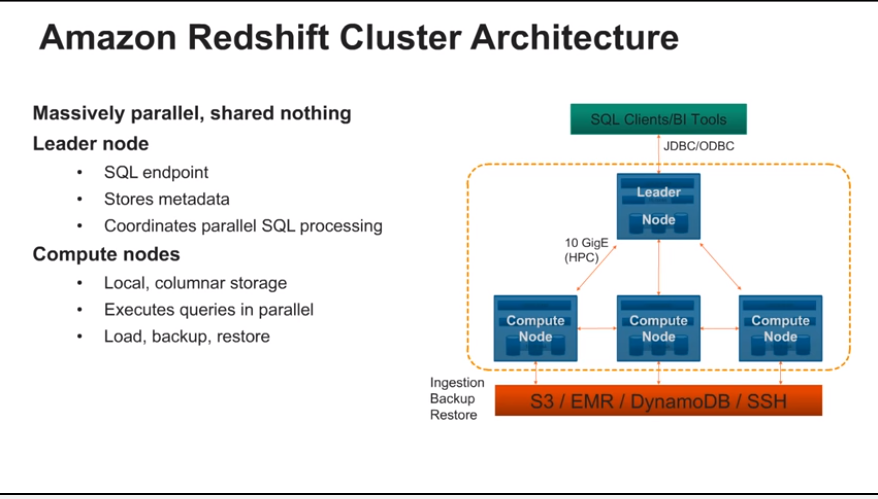 Amazon Redshift Cluster Architecture
Massively parallel, shared nothing
Leader node
• SQL endpoint
• Stores metadata
• Coordinates parallel SQL processing
Compute nodes
• Local, columnar storage
• Executes queries in parallel
• Load, backup, restore
SQL Clients/BI Tools
JDBC/ODBC
Leader
Node
10 GigE
(HPC)
Compute
Node
Compute
Node
Compute
Node
Ingestion
Backup
Restore
S3 / EMR / DynamoDB / SSH